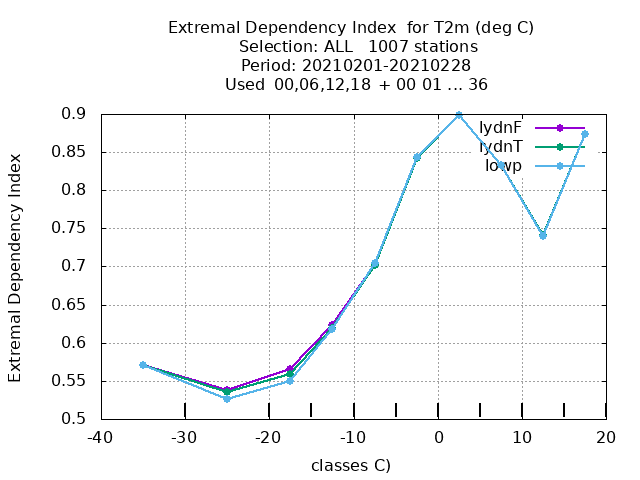 Extremal Dependency Index  for T2m (deg C)
Selection: ALL   1007 stations
Period: 20210201-20210228
Used  00,06,12,18  + 00 01 ... 36
Extremal Dependency Index
0.9
0.85
0.8
0.75
0.7
0.65
0.6
0.55
0.5
lydnF
lydnT
lowp
-40 -30 -20 -10 0 10 20
classes C)